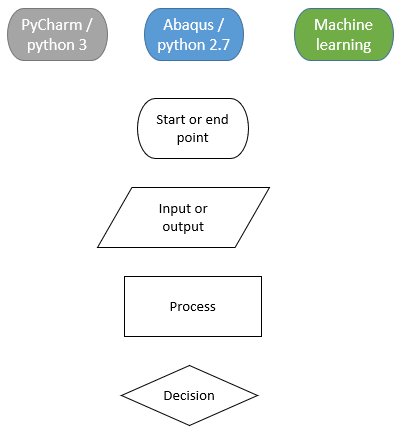 PyCharm /
python 3
Abaqus /
python 2.7
Machine
learning
Start or end
point
Input or
output
Process
Decision